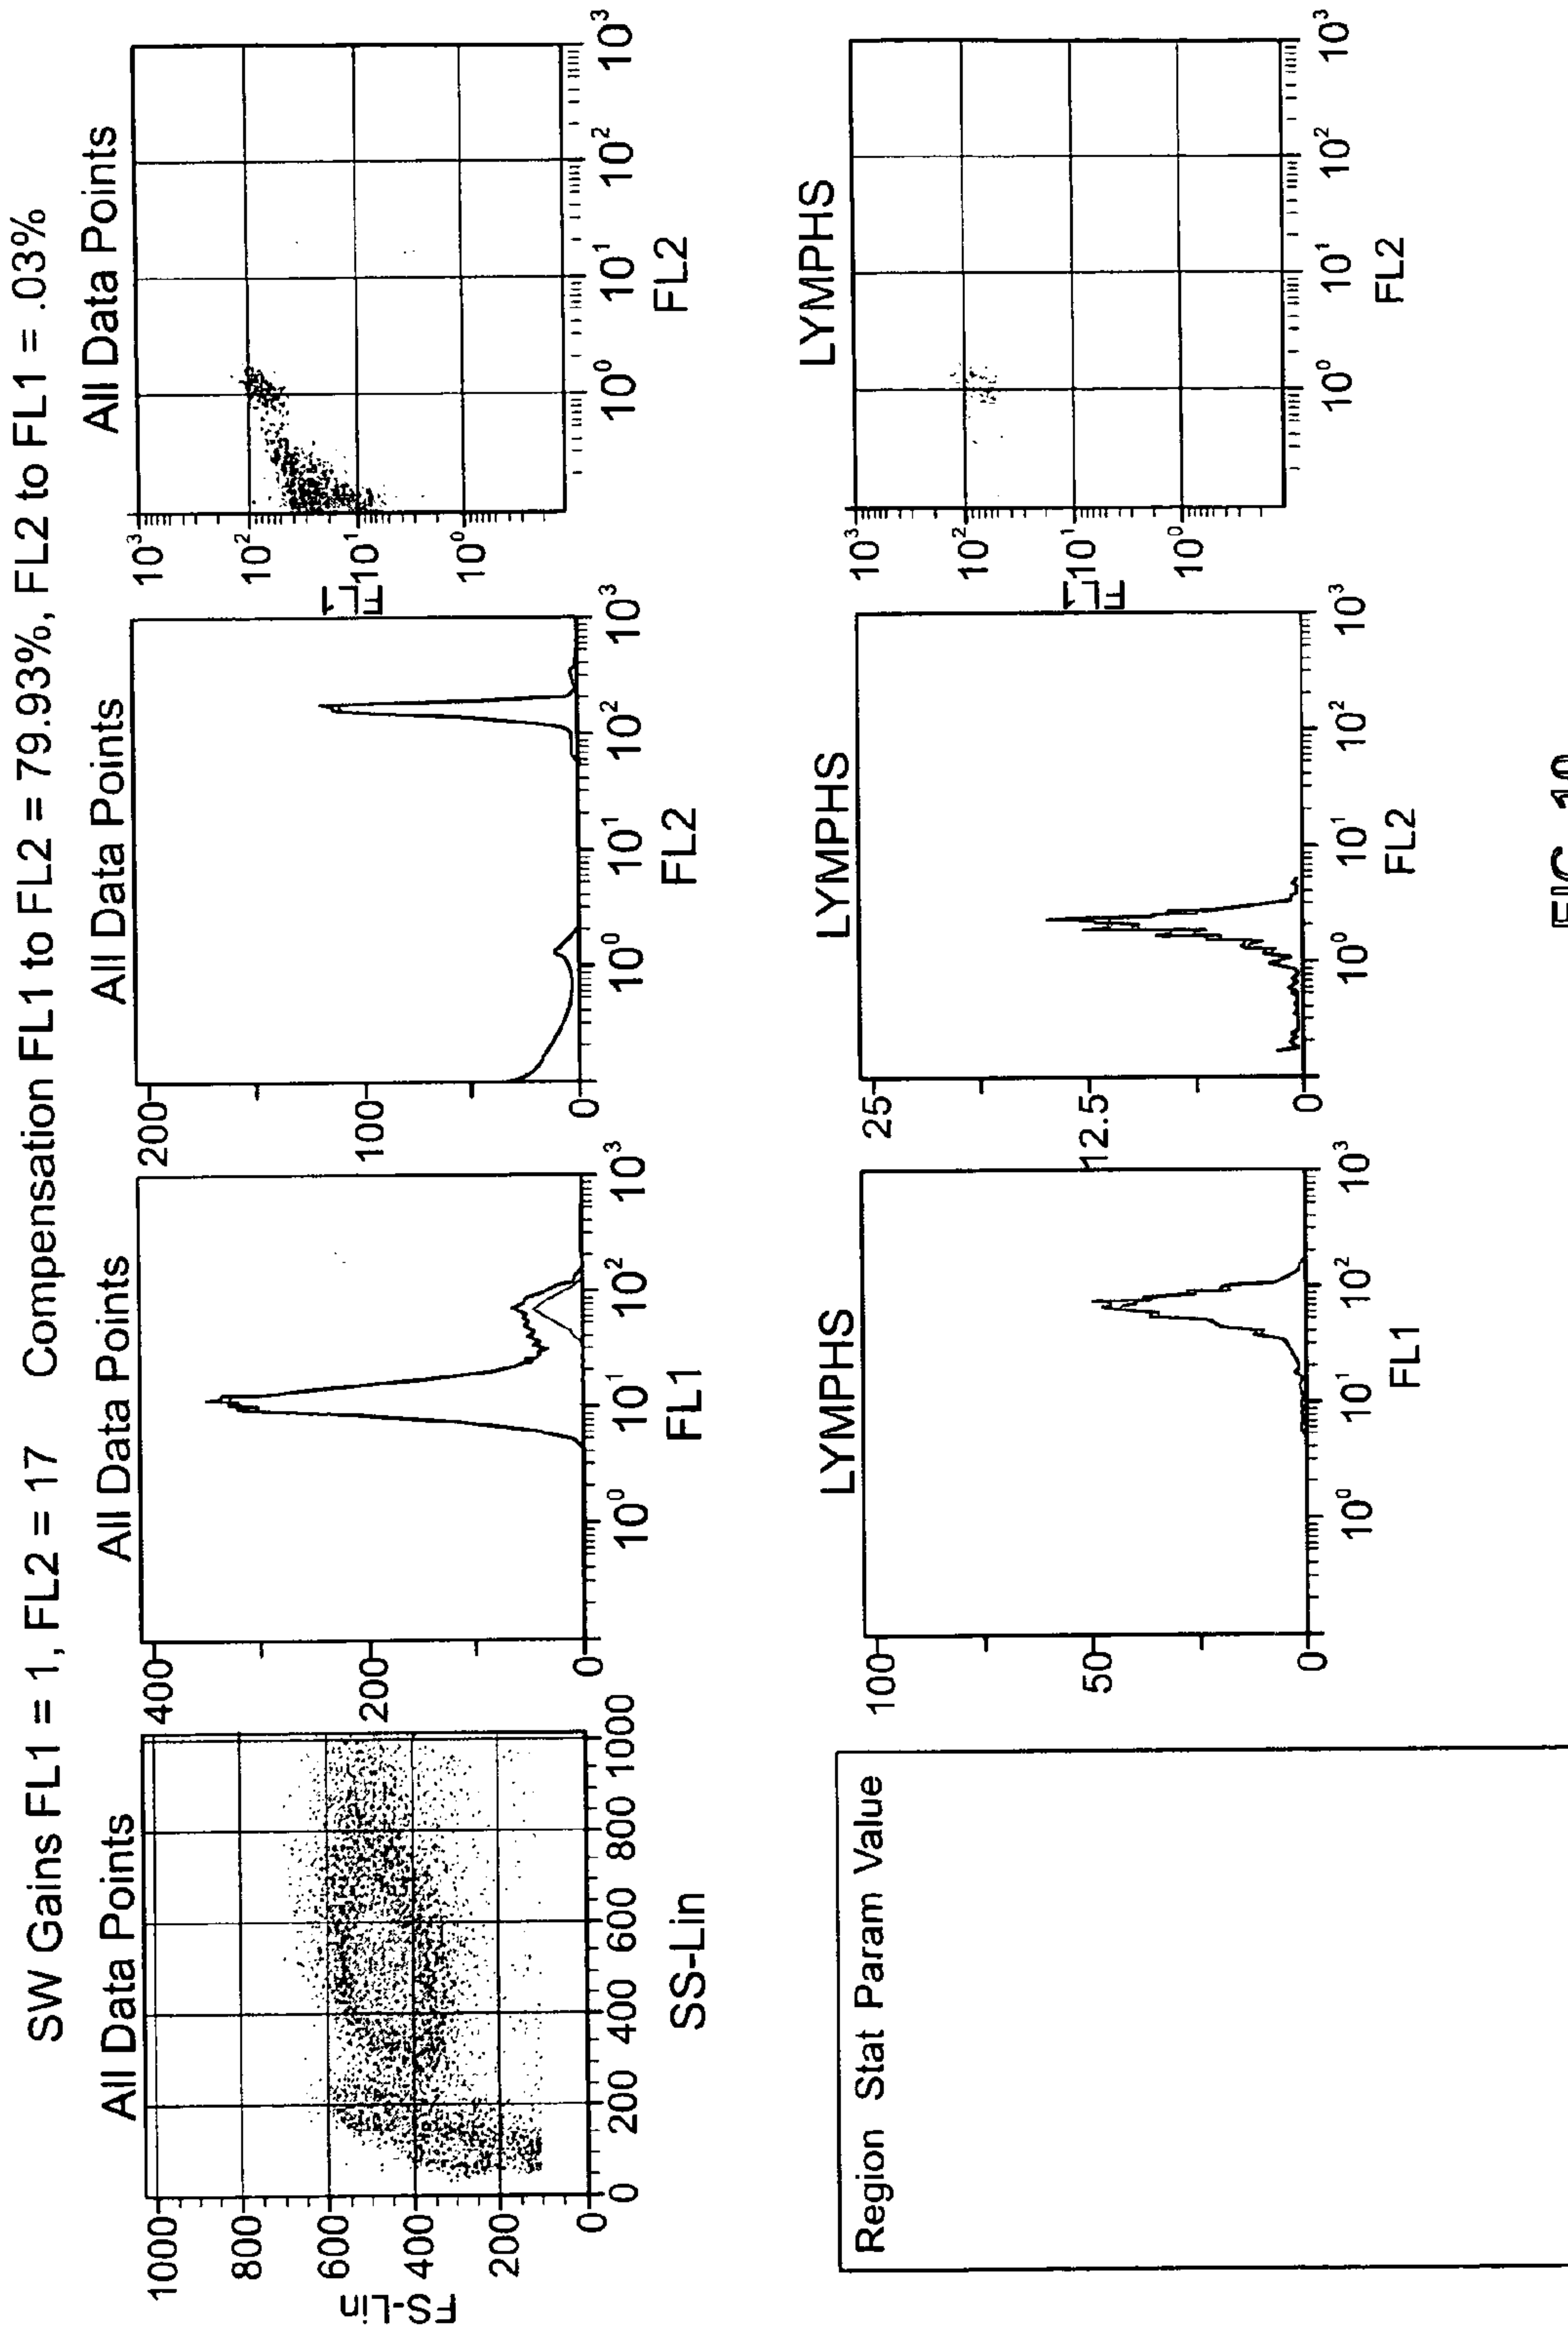 SW Gains FL1 = 1, FL2 = 17 Compensation FL1 to FL2 = 79.93%, FL2 to FL1 = .03%
All Data Points
1000
800
600
400
200
0
FS-Lin
0 200 400 600 800 1000
SS-Lin
All Data Points
400
200
0
10⁰ 10¹ 10² 10³
FL1
All Data Points
200
100
0
10⁰ 10¹ 10² 10³
FL2
All Data Points
10³
10²
10¹
10⁰
FL1
10⁰ 10¹ 10² 10³
FL2
Region Stat Param Value
LYMPHS
100
50
0
10⁰ 10¹ 10² 10³
FL1
LYMPHS
25
12.5
0
10⁰ 10¹ 10² 10³
FL2
LYMPHS
10³
10²
10¹
10⁰
FL1
10⁰ 10¹ 10² 10³
FL2